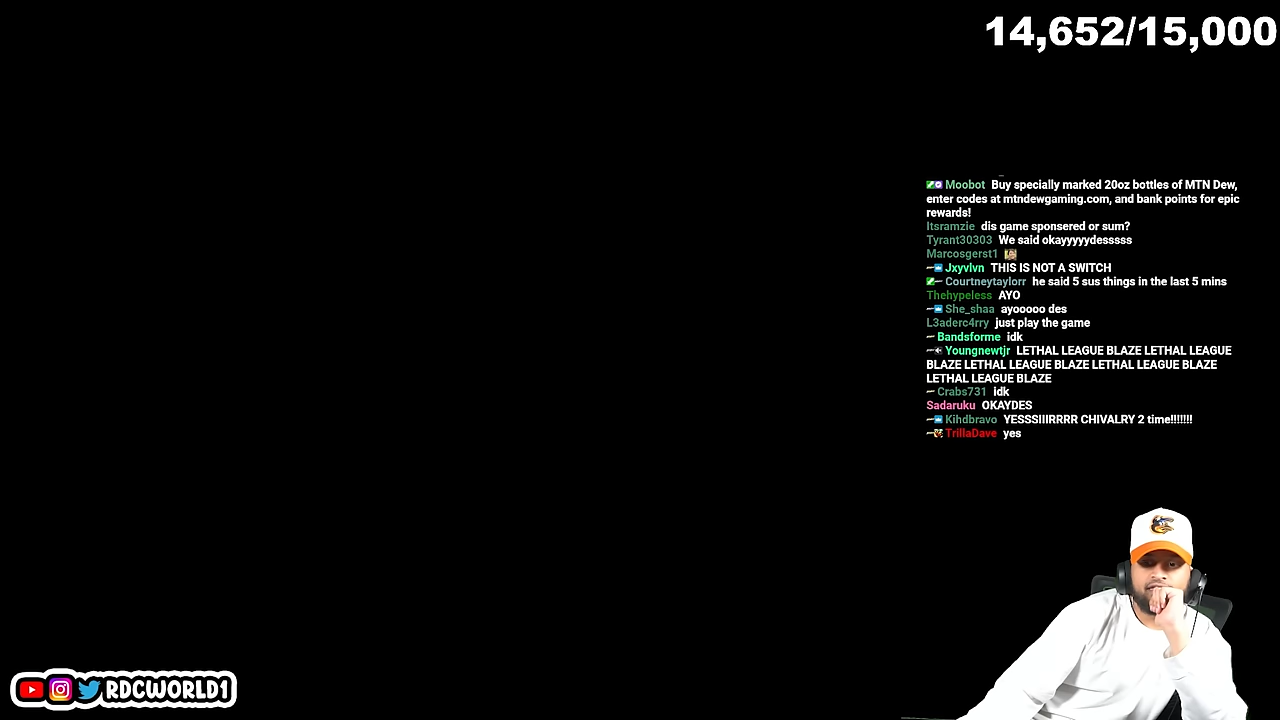 14,652/15,000
Moobot Buy specially marked 20oz bottles of MTN Dew,
enter codes at mtndewgaming.com, and bank points for epic
rewards!
Itsramzie dis game sponsered or sum?
Tyrant30303 We said okayyyyydesssss
Marcosgerst1
Jxyvlvn THIS IS NOT A SWITCH
Courtneytaylorr he said 5 sus things in the last 5 mins
Thehypeless AYO
She_shaa ayooooo des
L3aderc4rry just play the game
Bandsforme idk
Youngnewtjr LETHAL LEAGUE BLAZE LETHAL LEAGUE
BLAZE LETHAL LEAGUE BLAZE LETHAL LEAGUE BLAZE
LETHAL LEAGUE BLAZE
Crabs731 idk
Sadaruku OKAYDES
Kihdbravo YESSSIIIRRRR CHIVALRY 2 time!!!!!!!
TrillaDave yes
RDCWORLD1